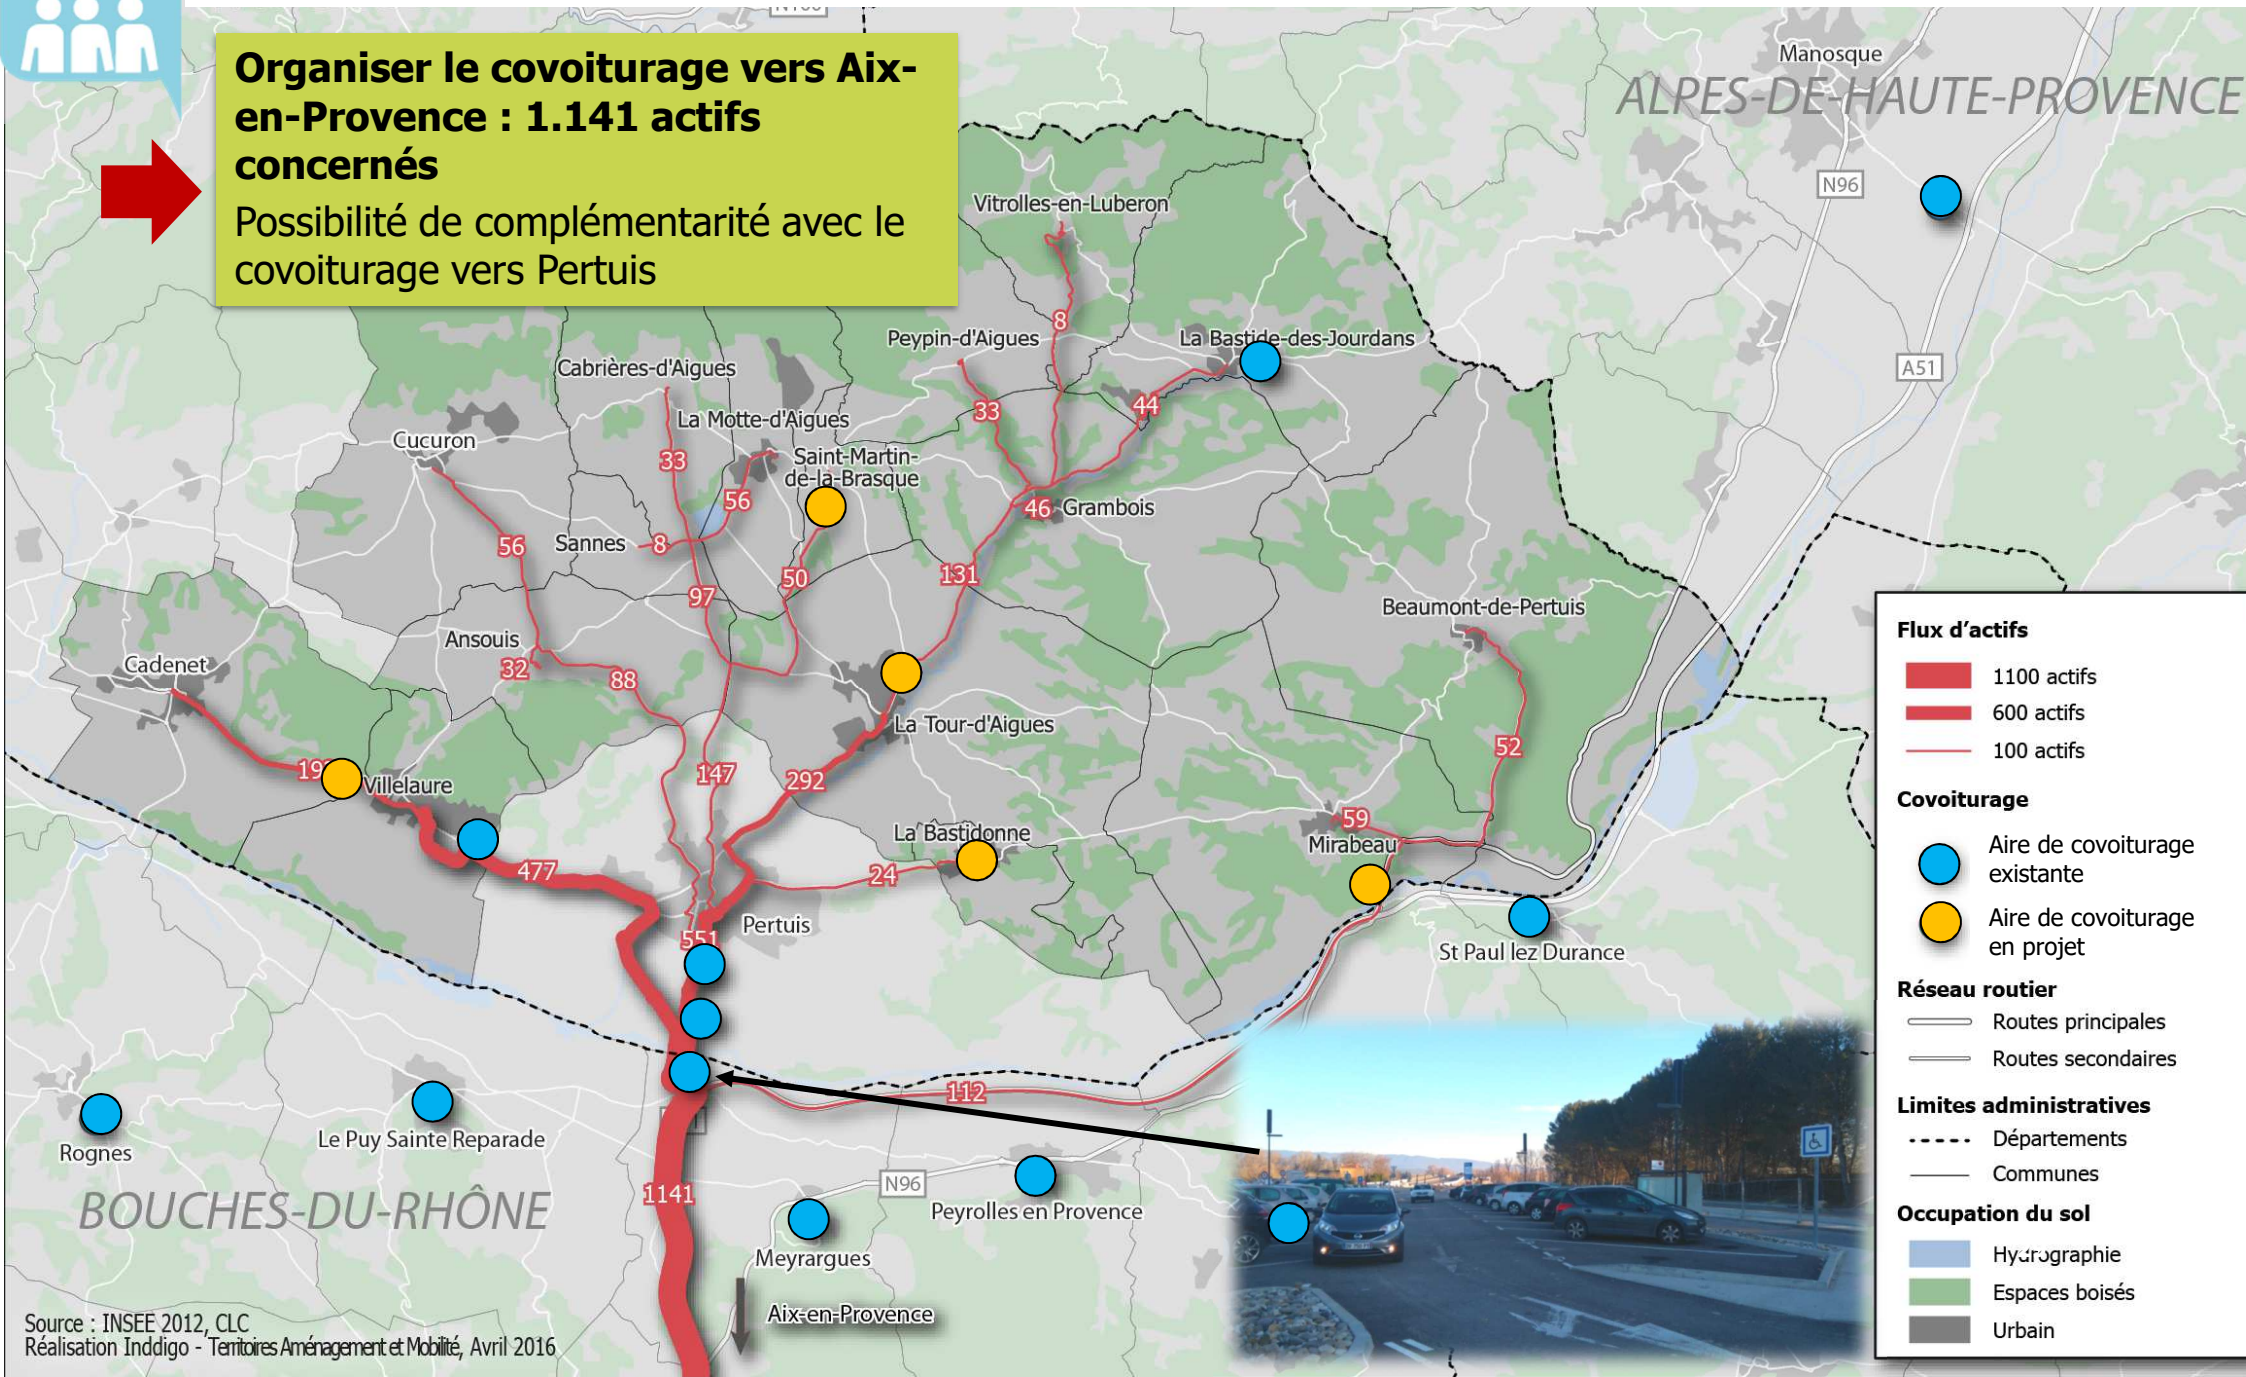 Organiser le covoiturage vers Aix-
en-Provence : 1.141 actifs
concernés
Possibilité de complémentarité avec le
covoiturage vers Pertuis
Manosque
ALPES-DE-HAUTE-PROVENCE
N96
Vitrolles-en-Luberon
8
Peypin-d'Aigues
La Bastide-des-Jourdans
A51
Cabrières-d'Aigues
33
44
La Motte-d'Aigues
Cucuron
33
Saint-Martin-
de-la-Brasque
56
46
Grambois
56
Sannes
8
50
131
97
Beaumont-de-Pertuis
Ansouis
32
88
Cadenet
La Tour-d'Aigues
52
147
292
Villelaure
La Bastidonne
59
Mirabeau
477
24
Pertuis
551
St Paul lez Durance
112
Rognes
Le Puy Sainte Reparade
BOUCHES-DU-RHÔNE
1141
N96
Peyrolles en Provence
Meyrargues
Aix-en-Provence
Flux d'actifs
1100 actifs
600 actifs
100 actifs
Covoiturage
Aire de covoiturage
existante
Aire de covoiturage
en projet
Réseau routier
Routes principales
Routes secondaires
Limites administratives
Départements
Communes
Occupation du sol
Hydrographie
Espaces boisés
Urbain
Source : INSEE 2012, CLC
Réalisation Inddigo - Territoires Aménagement et Mobilité, Avril 2016